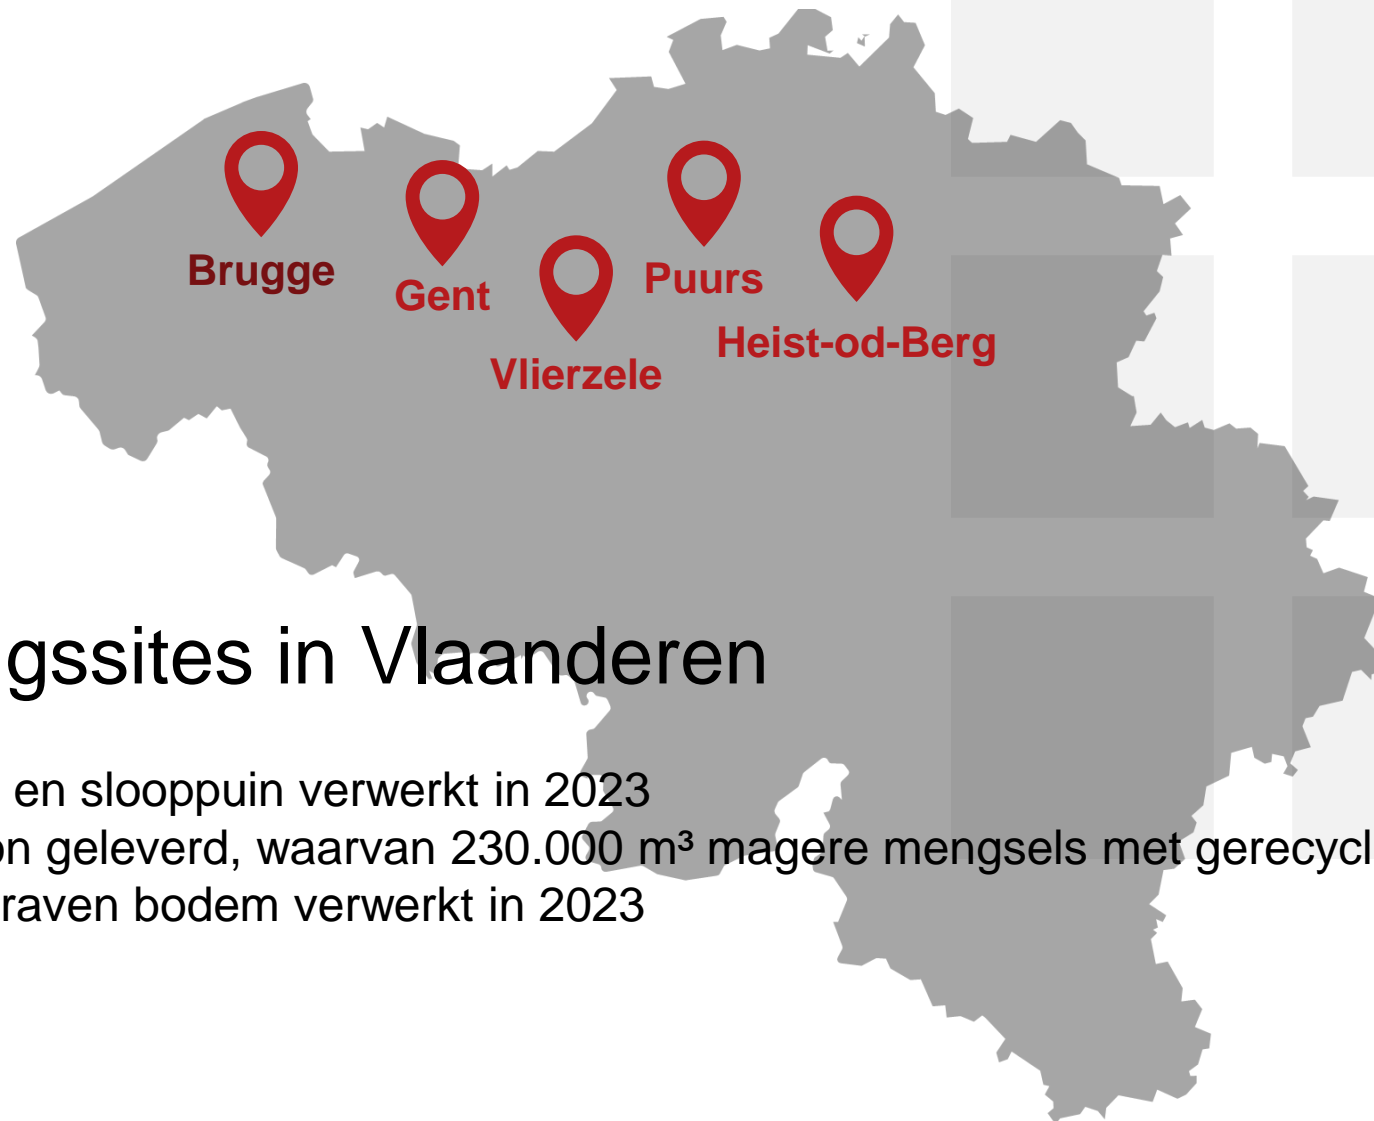 Brugge
Gent
Puurs
Heist-od-Berg
Vlierzele
gssites in Vlaanderen
en slooppuin verwerkt in 2023
on geleverd, waarvan 230.000 m³ magere mengsels met gerecycl
raven bodem verwerkt in 2023